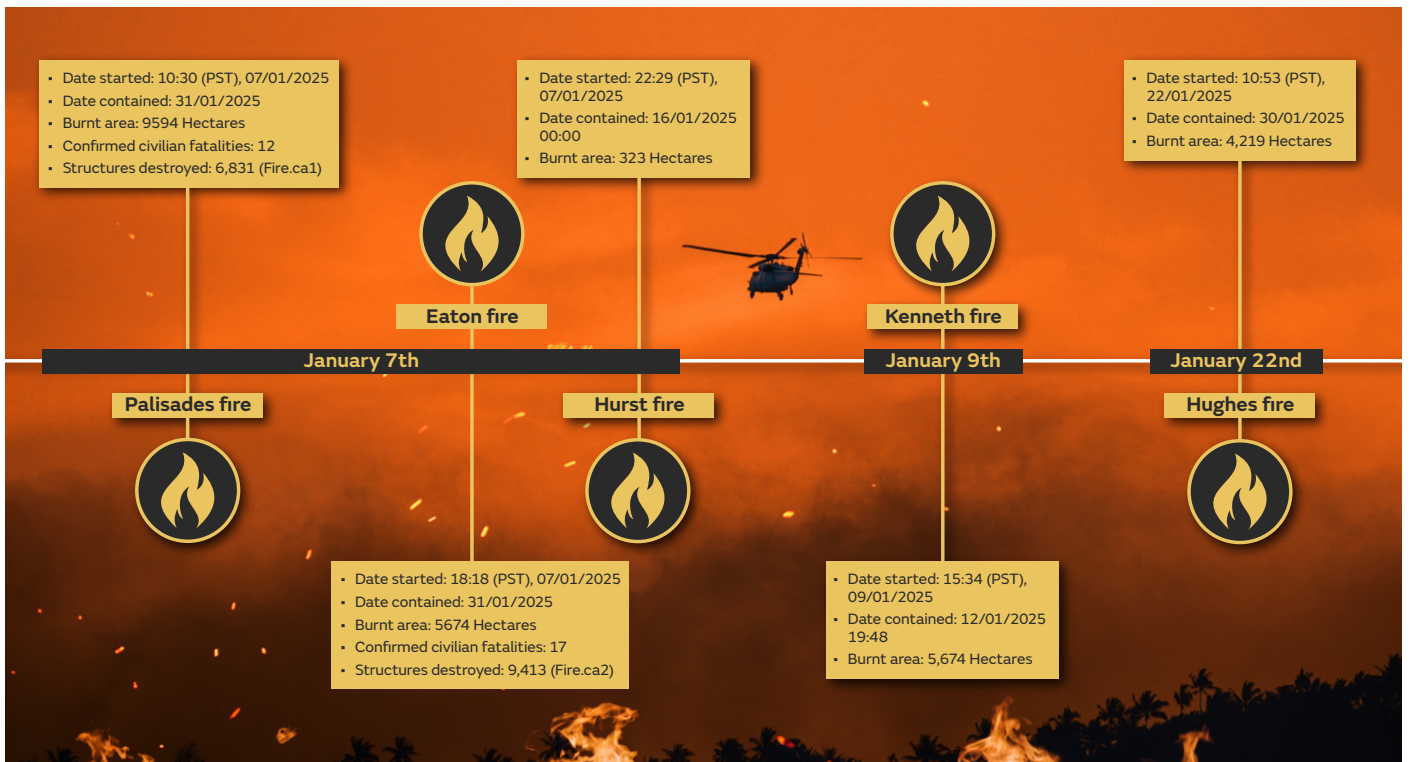 ▪ Date started: 10:30 (PST), 07/01/2025
▪ Date contained: 31/01/2025
▪ Burnt area: 9594 Hectares
▪ Confirmed civilian fatalities: 12
▪ Structures destroyed: 6,831 (Fire.ca1)
▪ Date started: 22:29 (PST),
07/01/2025
▪ Date contained: 16/01/2025
00:00
▪ Burnt area: 323 Hectares
▪ Date started: 10:53 (PST),
22/01/2025
▪ Date contained: 30/01/2025
▪ Burnt area: 4,219 Hectares
Eaton fire
Kenneth fire
January 7th
January 9th
January 22nd
Palisades fire
Hurst fire
Hughes fire
▪ Date started: 18:18 (PST), 07/01/2025
▪ Date contained: 31/01/2025
▪ Burnt area: 5674 Hectares
▪ Confirmed civilian fatalities: 17
▪ Structures destroyed: 9,413 (Fire.ca2)
▪ Date started: 15:34 (PST),
09/01/2025
▪ Date contained: 12/01/2025
19:48
▪ Burnt area: 5,674 Hectares